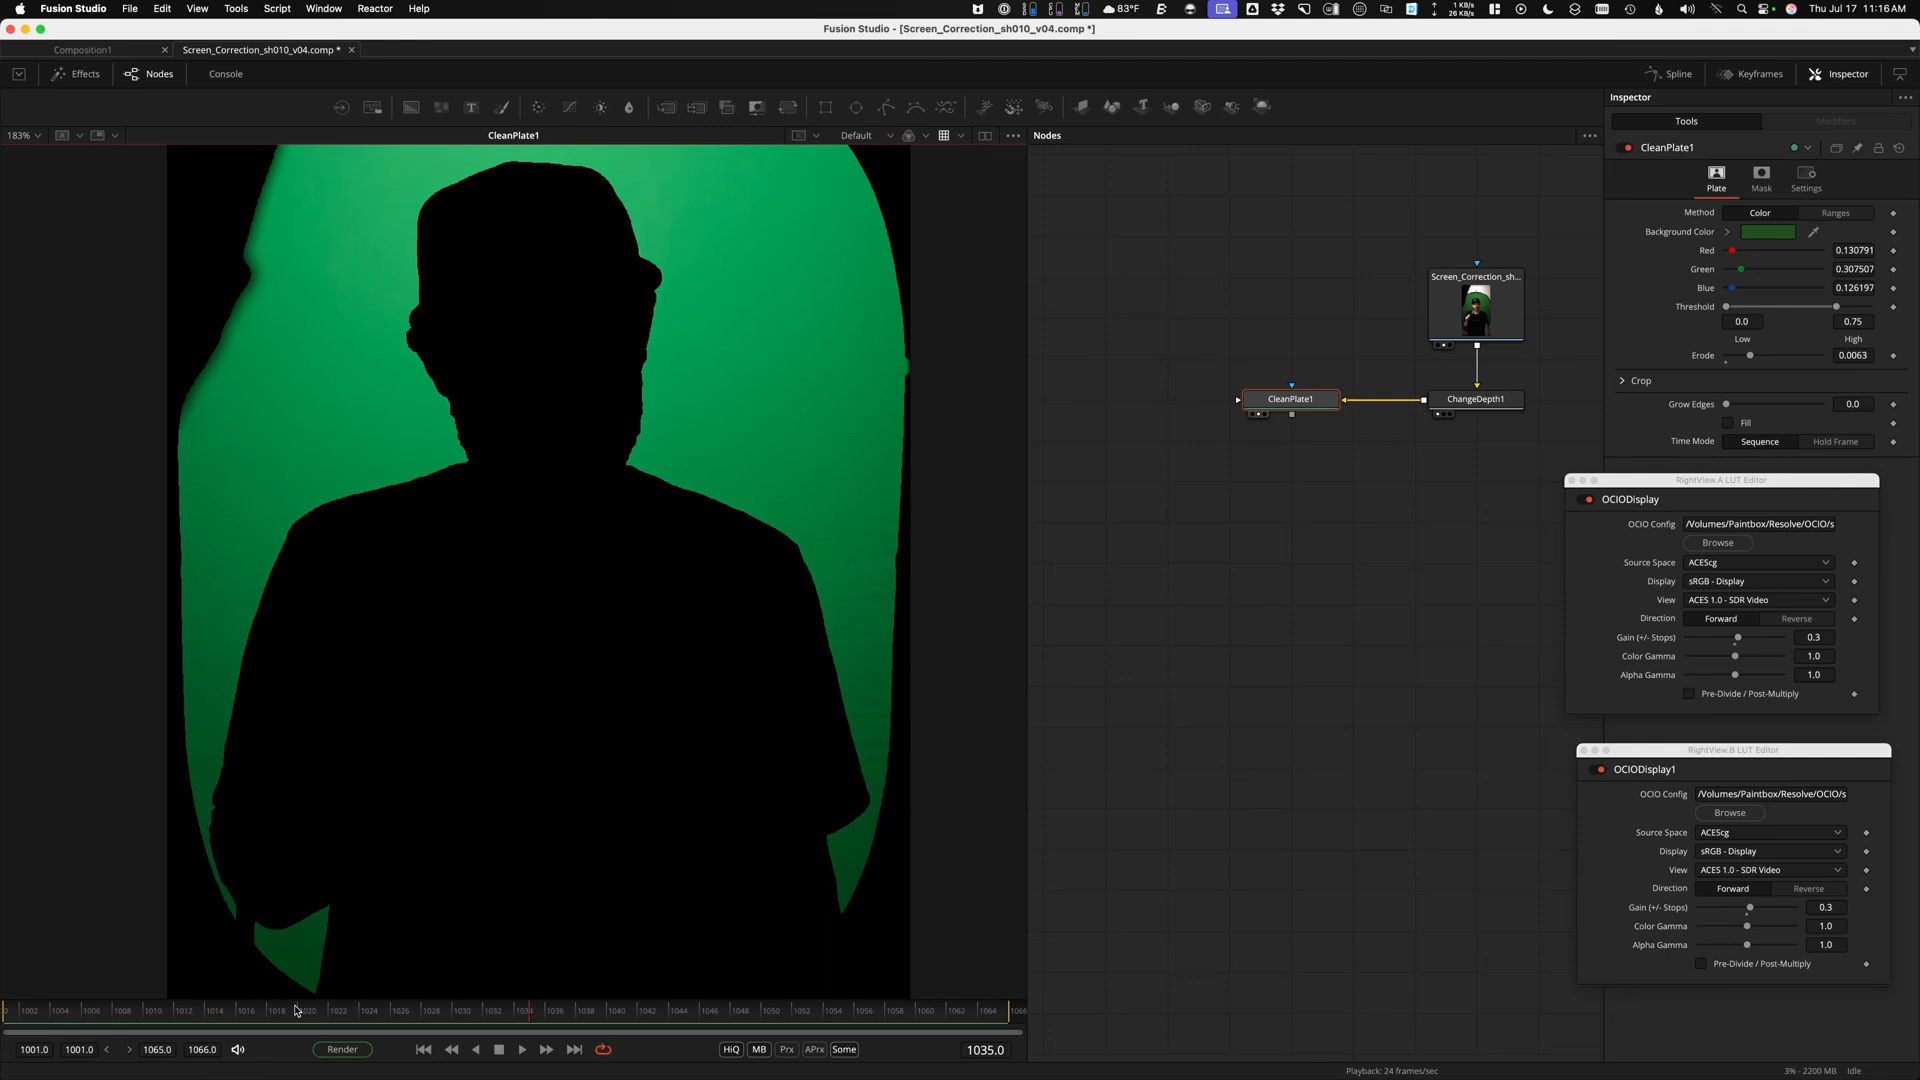 Fusion Studio File Edit View Tools Script Window Reactor Help 83°F 1 KB/s 26 KB/s Thu Jul 17 11:16 AM
Fusion Studio - [Screen_Correction_sh010_v04.comp *]
Composition1 Screen_Correction_sh010_v04.comp *
Effects Nodes Console Spline Keyframes Inspector
Inspector
Tools Modifiers
183% CleanPlate1 Default Nodes
CleanPlate1
Plate Mask Settings
Method Color Ranges
Background Color
Red 0.130791
Green 0.307507
Blue 0.126197
Threshold
0.0 0.75
Low High
Erode 0.0063
Crop
Grow Edges 0.0
Fill
Time Mode Sequence Hold Frame
Screen_Correction_sh...
CleanPlate1 ChangeDepth1
RightView.A LUT Editor
OCIODisplay
OCIO Config /Volumes/Paintbox/Resolve/OCIO/s
Browse
Source Space ACEScg
Display sRGB - Display
View ACES 1.0 - SDR Video
Direction Forward Reverse
Gain (+/- Stops) 0.3
Color Gamma 1.0
Alpha Gamma 1.0
Pre-Divide / Post-Multiply
RightView.B LUT Editor
OCIODisplay1
OCIO Config /Volumes/Paintbox/Resolve/OCIO/s
Browse
Source Space ACEScg
Display sRGB - Display
View ACES 1.0 - SDR Video
Direction Forward Reverse
Gain (+/- Stops) 0.3
Color Gamma 1.0
Alpha Gamma 1.0
Pre-Divide / Post-Multiply
1002 1004 1006 1008 1010 1012 1014 1016 1018 1020 1022 1024 1026 1028 1030 1032 1034 1036 1038 1040 1042 1044 1046 1048 1050 1052 1054 1056 1058 1060 1062 1064 1066
1001.0 1001.0 1065.0 1066.0 Render HiQ MB Prx APrx Some 1035.0
Playback: 24 frames/sec 3% - 2200 MB Idle